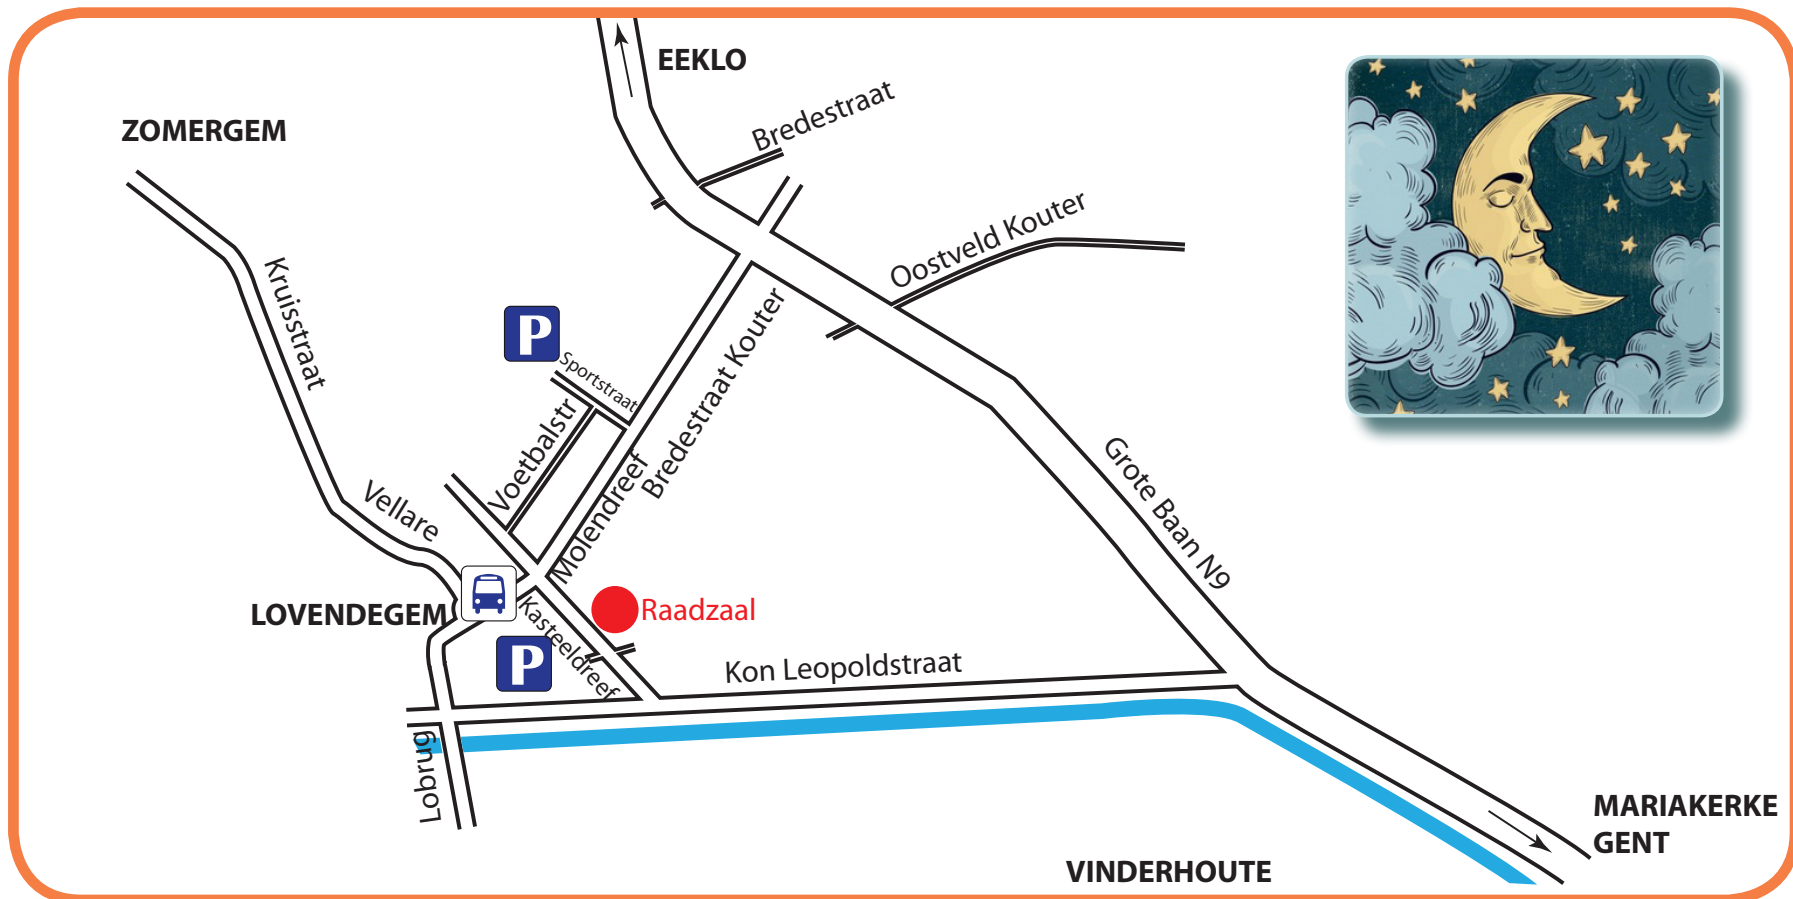 EEKLO
ZOMERGEM
Bredestraat
Oostveld Kouter
Kruisstraat
P
Sportstraat
Bredestraat Kouter
Voetbalstr
Molendreef
Vellare
Grote Baan N9
LOVENDEGEM
Kasteeldreef
Raadzaal
P
Kon Leopoldstraat
Lobrug
MARIAKERKE
GENT
VINDERHOUTE